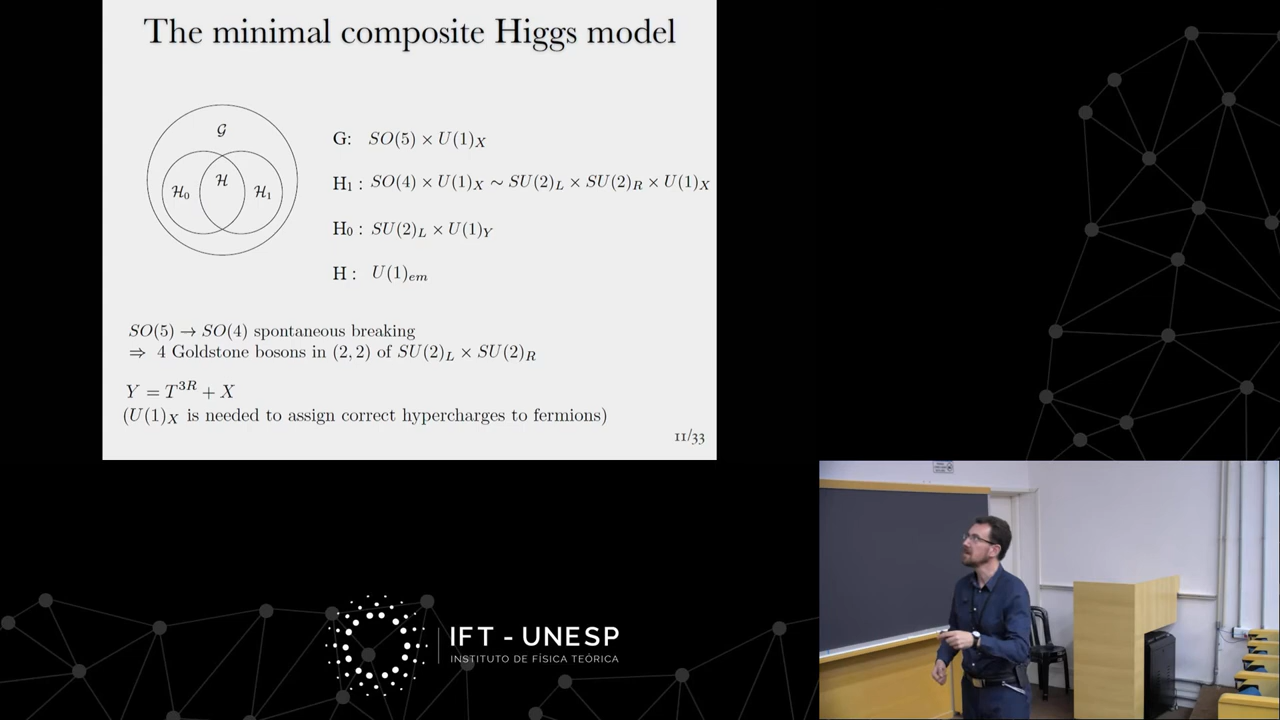 The minimal composite Higgs model
𝒢
ℋ₀ ℋ ℋ₁
G: SO(5) × U(1)_X
H₁ : SO(4) × U(1)_X ∼ SU(2)_L × SU(2)_R × U(1)_X
H₀ : SU(2)_L × U(1)_Y
H : U(1)_em
SO(5) → SO(4) spontaneous breaking
⇒ 4 Goldstone bosons in (2, 2) of SU(2)_L × SU(2)_R
Y = T^{3R} + X
(U(1)_X is needed to assign correct hypercharges to fermions)
11/33
IFT - UNESP
INSTITUTO DE FÍSICA TEÓRICA